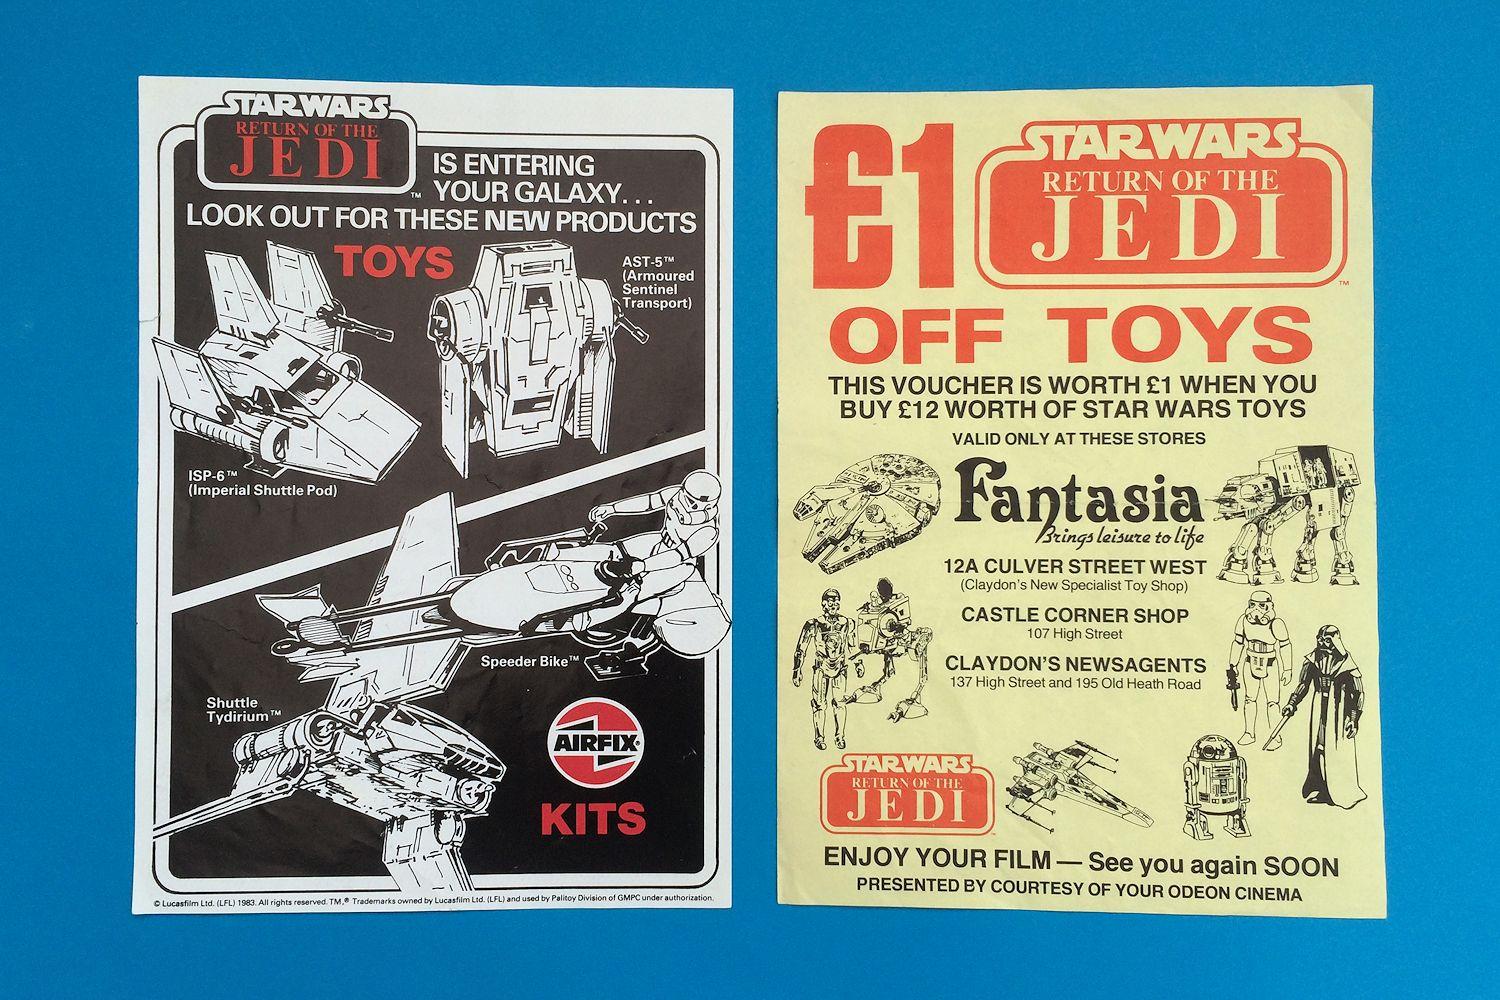 STAR WARS
RETURN OF THE
JEDI™
IS ENTERING
YOUR GALAXY...
LOOK OUT FOR THESE NEW PRODUCTS
TOYS
AST-5™
(Armoured
Sentinel
Transport)
ISP-6™
(Imperial Shuttle Pod)
Speeder Bike™
Shuttle
Tydirium™
AIRFIX®
KITS
© Lucasfilm Ltd. (LFL) 1983. All rights reserved. TM,® Trademarks owned by Lucasfilm Ltd. (LFL) and used by Palitoy Division of GMPC under authorization.
£1
STAR WARS
RETURN OF THE
JEDI™
OFF TOYS
THIS VOUCHER IS WORTH £1 WHEN YOU
BUY £12 WORTH OF STAR WARS TOYS
VALID ONLY AT THESE STORES
Fantasia
Brings leisure to life
12A CULVER STREET WEST
(Claydon's New Specialist Toy Shop)
CASTLE CORNER SHOP
107 High Street
CLAYDON'S NEWSAGENTS
137 High Street and 195 Old Heath Road
STAR WARS
RETURN OF THE
JEDI
ENJOY YOUR FILM — See you again SOON
PRESENTED BY COURTESY OF YOUR ODEON CINEMA